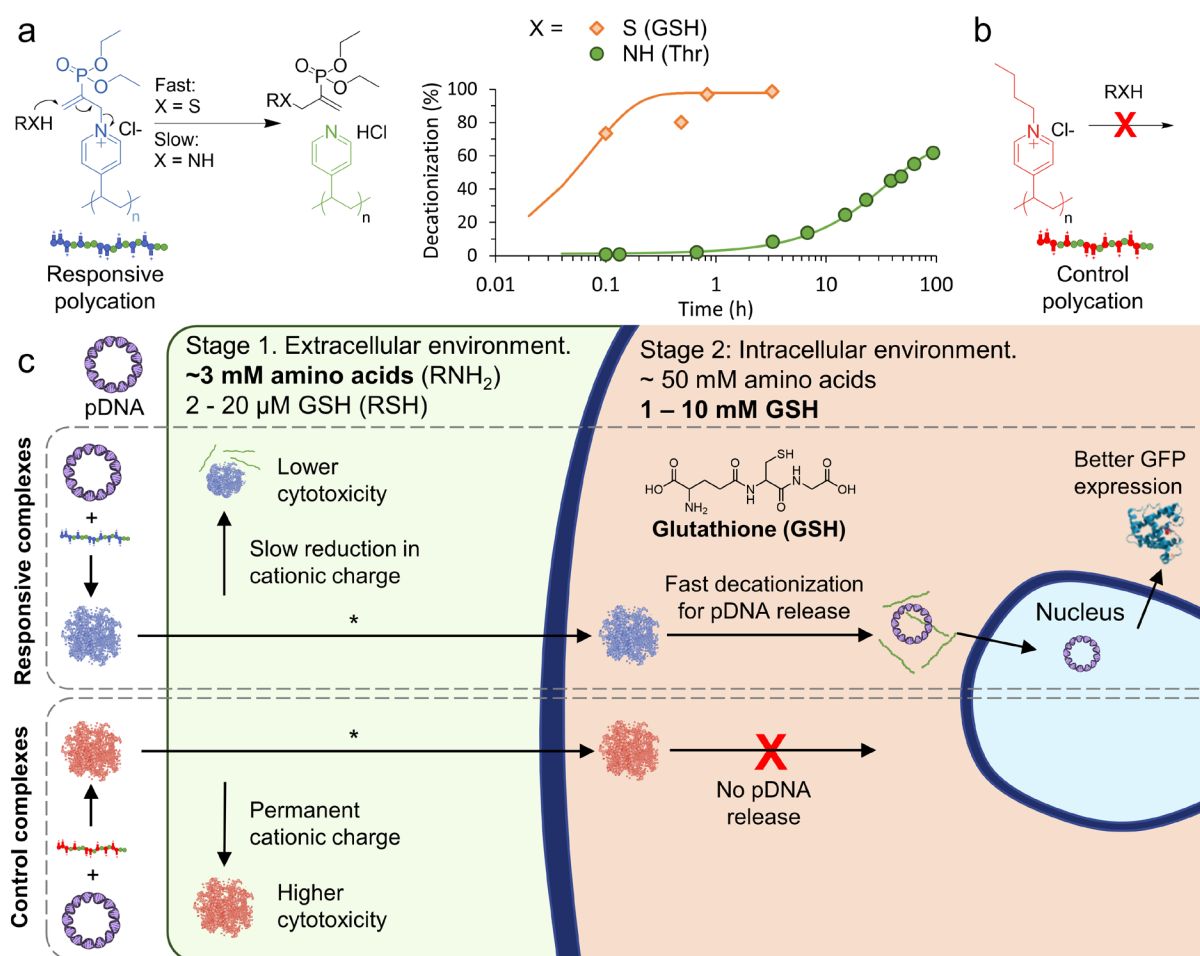 a
O
O
P
O
RXH
N
+
Cl-
n
Fast:
X = S
Slow:
X = NH
O
O
P
O
RX
N
HCl
n
Responsive
polycation
X =
S (GSH)
NH (Thr)
Decationization (%)
100
80
60
40
20
0
0.01
0.1
1
10
100
Time (h)
b
N
+
Cl-
n
RXH
X
Control
polycation
c
pDNA
Stage 1. Extracellular environment.
~3 mM amino acids (RNH₂)
2 - 20 µM GSH (RSH)
Stage 2: Intracellular environment.
~ 50 mM amino acids
1 – 10 mM GSH
Responsive complexes
+
Lower
cytotoxicity
Slow reduction in
cationic charge
*
SH
O
O
H
N
O
HO
N
H
OH
NH₂
O
Glutathione (GSH)
Fast decationization
for pDNA release
Better GFP
expression
Nucleus
Control complexes
+
*
Permanent
cationic charge
Higher
cytotoxicity
X
No pDNA
release